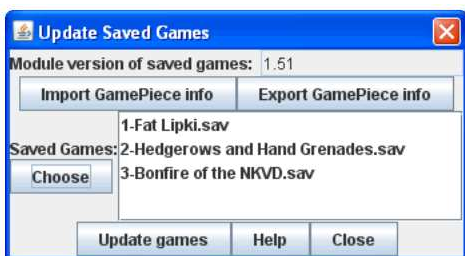 Update Saved Games
Module version of saved games: 1.51
Import GamePiece info Export GamePiece info
1-Fat Lipki.sav
Saved Games: 2-Hedgerows and Hand Grenades.sav
Choose 3-Bonfire of the NKVD.sav
Update games Help Close